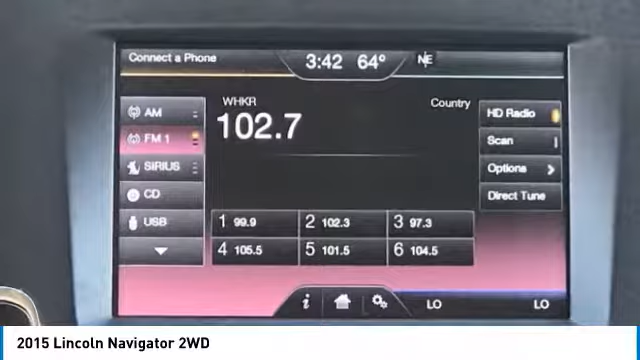 Connect a Phone
3:42 64° NE
AM
FM 1
SIRIUS
CD
USB
WHKR
Country
102.7
HD Radio
Scan
Options
Direct Tune
1 99.9 2 102.3 3 97.3
4 105.5 5 101.5 6 104.5
i LO LO
2015 Lincoln Navigator 2WD